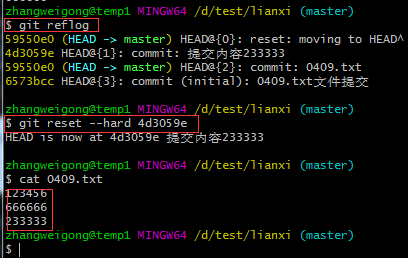 zhangweigong@temp1 MINGW64 /d/test/lianxi (master)
$ git reflog
59550e0 (HEAD -> master) HEAD@{0}: reset: moving to HEAD^
4d3059e HEAD@{1}: commit: 提交内容233333
59550e0 (HEAD -> master) HEAD@{2}: commit: 0409.txt
6573bcc HEAD@{3}: commit (initial): 0409.txt文件提交
zhangweigong@temp1 MINGW64 /d/test/lianxi (master)
$ git reset --hard 4d3059e
HEAD is now at 4d3059e 提交内容233333
zhangweigong@temp1 MINGW64 /d/test/lianxi (master)
$ cat 0409.txt
123456
666666
233333
zhangweigong@temp1 MINGW64 /d/test/lianxi (master)
$